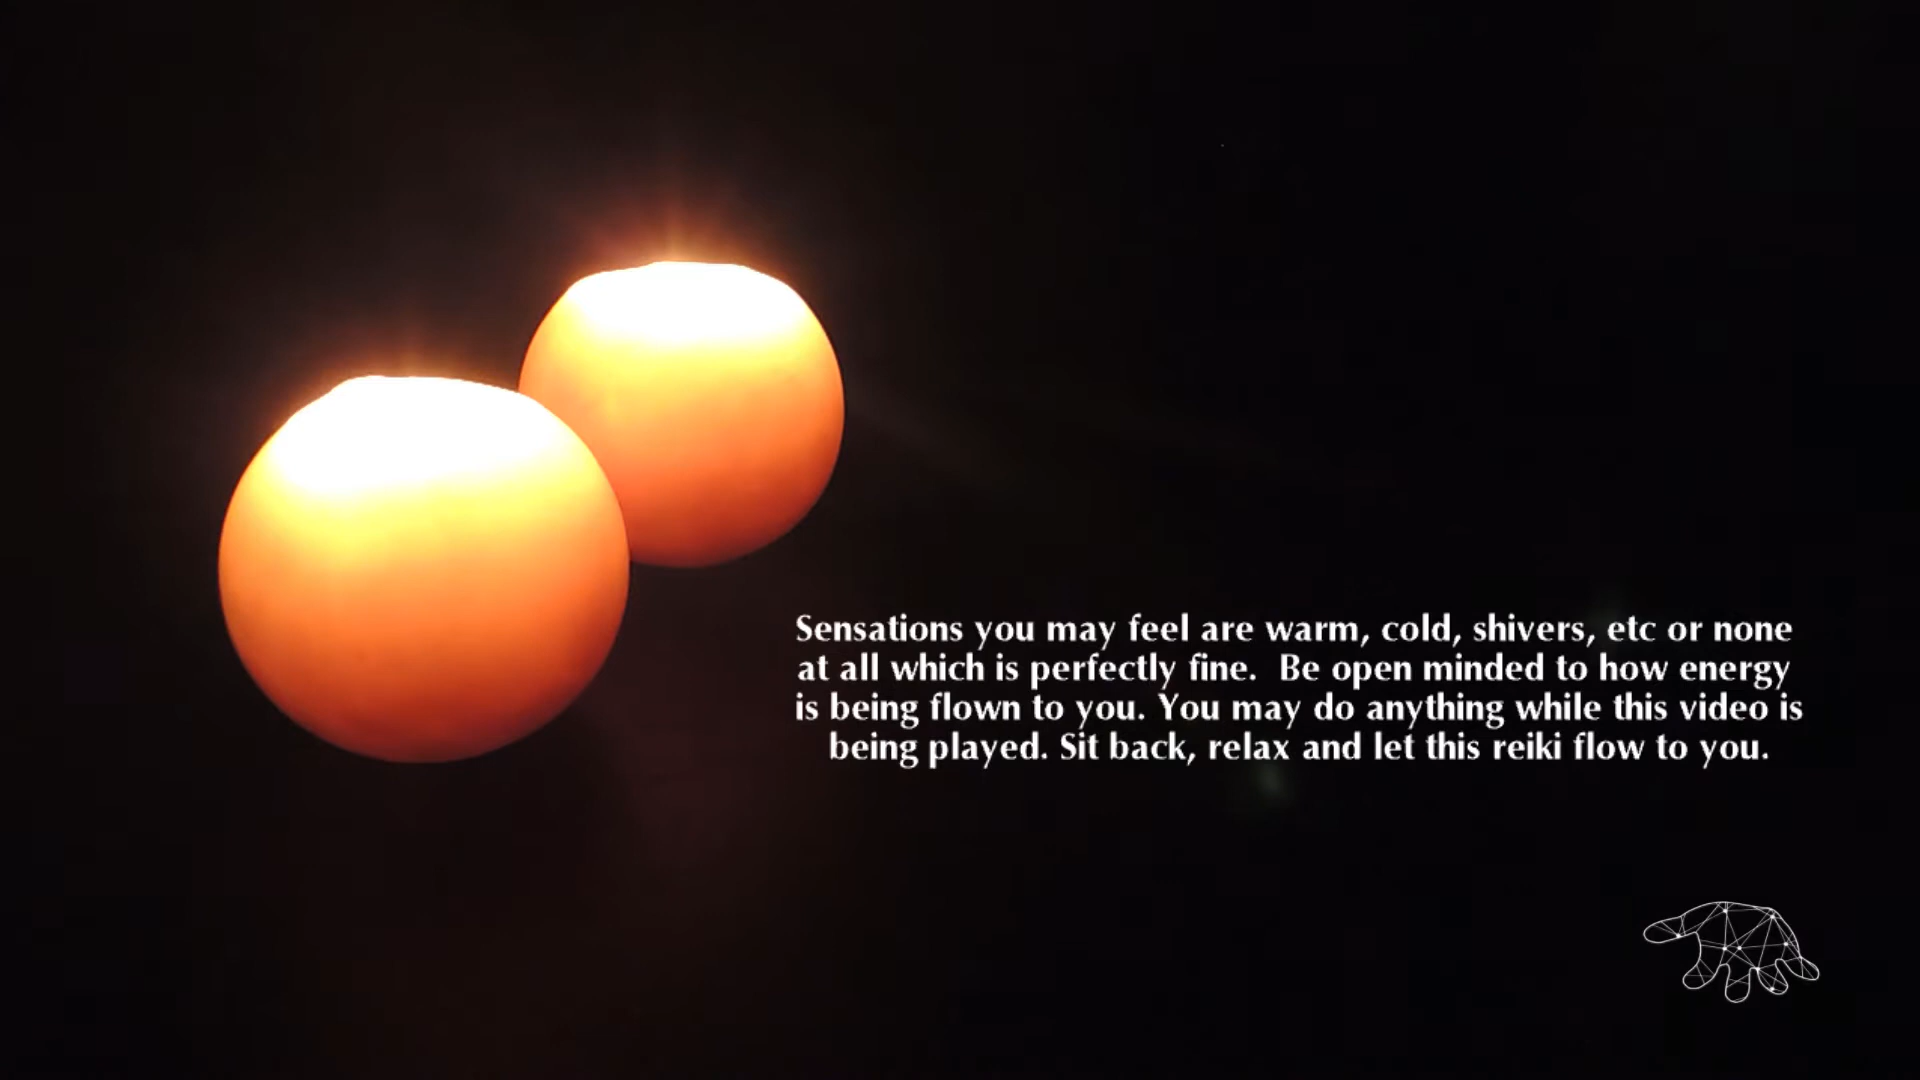 Sensations you may feel are warm, cold, shivers, etc or none
at all which is perfectly fine.  Be open minded to how energy
is being flown to you. You may do anything while this video is
being played. Sit back, relax and let this reiki flow to you.